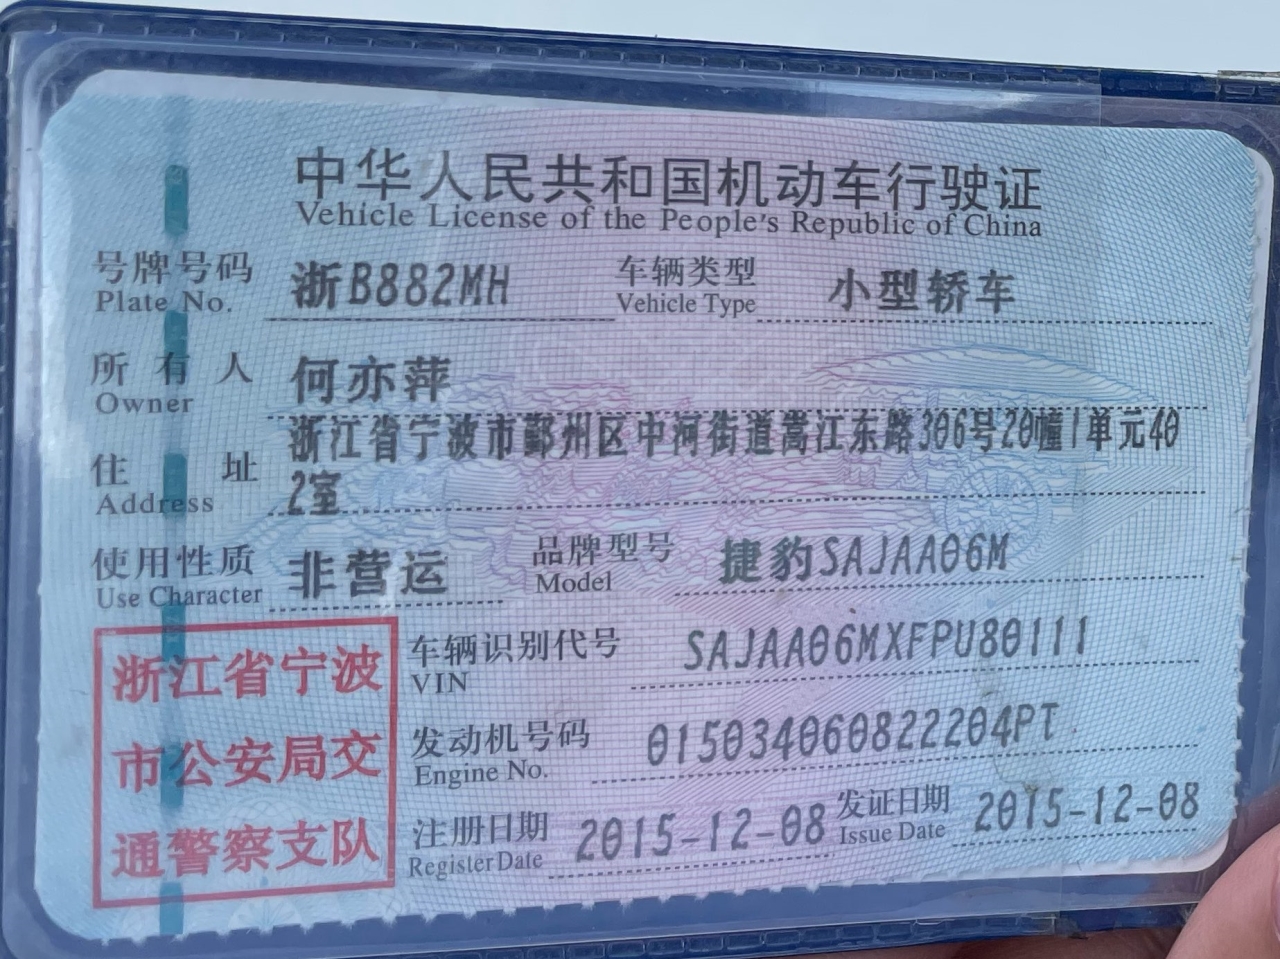 中华人民共和国机动车行驶证
Vehicle License of the People's Republic of China
号牌号码 浙B882MH 车辆类型 小型轿车
Plate No. Vehicle Type
所有人 何亦萍
Owner
浙江省宁波市鄞州区中河街道嵩江东路306号20幢1单元40
住址 2室
Address
使用性质 非营运 品牌型号 捷豹SAJAA06M
Use Character Model
车辆识别代号 SAJAA06MXFPU80111
VIN
发动机号码 015034060822204PT
Engine No.
注册日期 2015-12-08 发证日期 2015-12-08
Register Date Issue Date
浙江省宁波
市公安局交
通警察支队